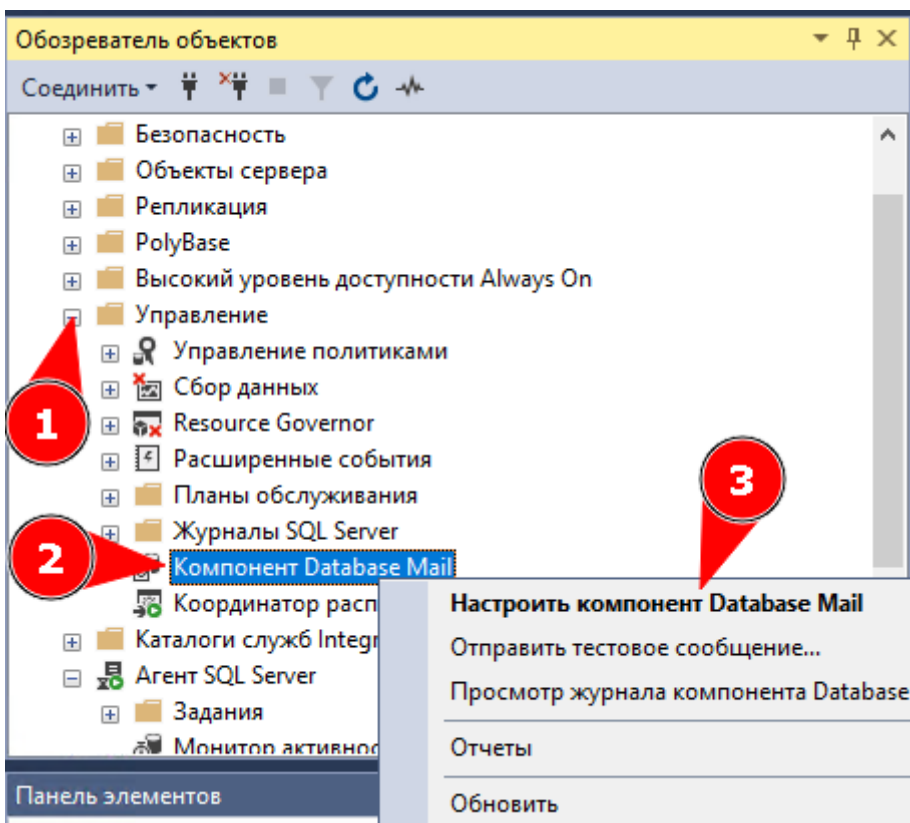 Обозреватель объектов
Соединить
Безопасность
Объекты сервера
Репликация
PolyBase
Высокий уровень доступности Always On
Управление
Управление политиками
1
Сбор данных
Resource Governor
Расширенные события
3
Планы обслуживания
Журналы SQL Server
2
Компонент Database Mail
Координатор расп
Настроить компонент Database Mail
Каталоги служб Integr
Отправить тестовое сообщение...
Агент SQL Server
Просмотр журнала компонента Database
Задания
Монитор активнос
Отчеты
Панель элементов
Обновить